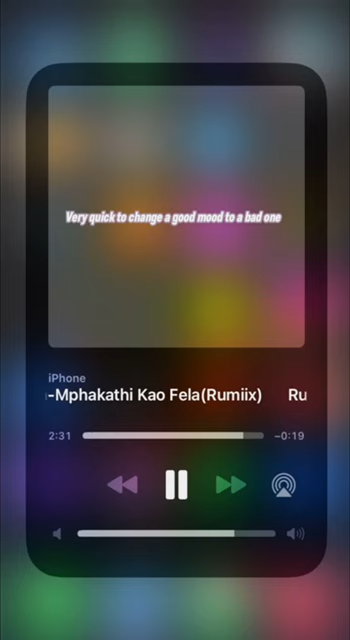 Very quick to change a good mood to a bad one
iPhone
-Mphakathi Kao Fela(Rumiix) Ru
2:31 -0:19